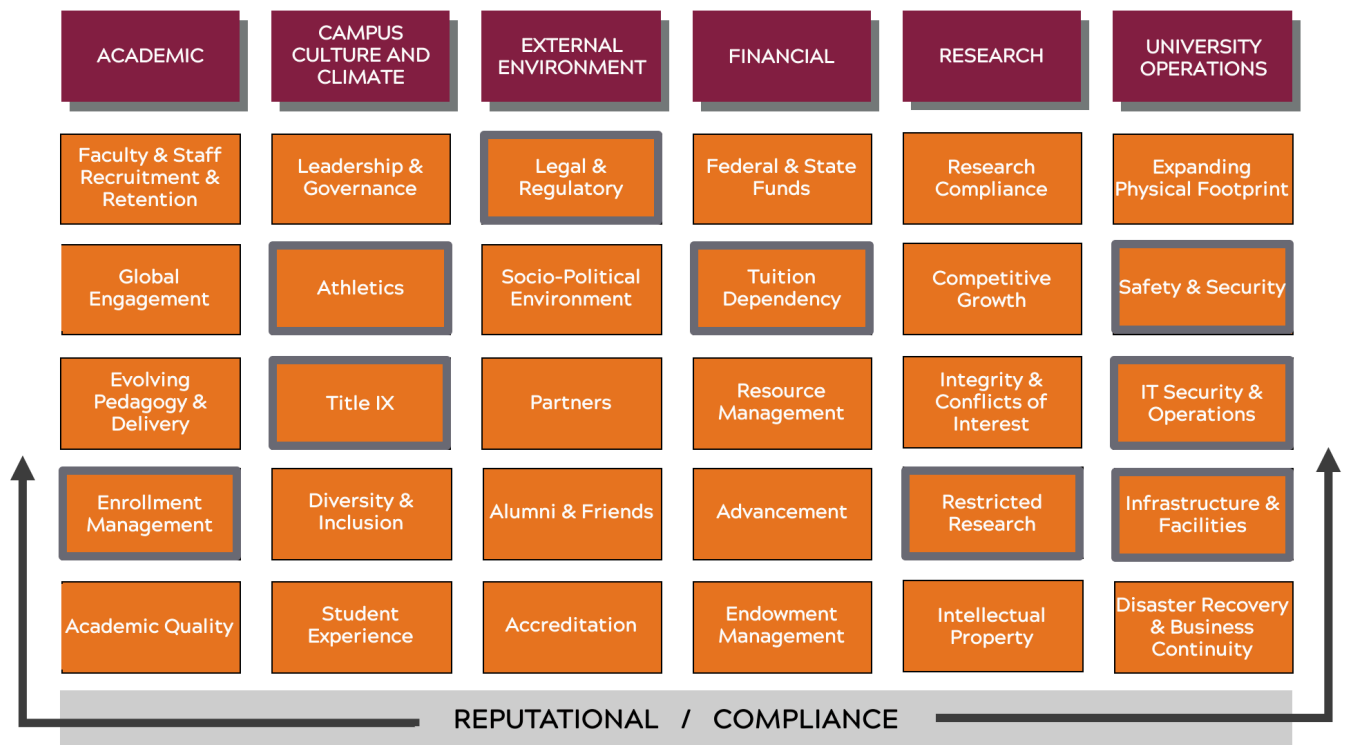 ACADEMIC
CAMPUS
CULTURE AND
CLIMATE
EXTERNAL
ENVIRONMENT
FINANCIAL
RESEARCH
UNIVERSITY
OPERATIONS
Faculty & Staff
Recruitment &
Retention
Leadership &
Governance
Legal &
Regulatory
Federal & State
Funds
Research
Compliance
Expanding
Physical Footprint
Global
Engagement
Athletics
Socio-Political
Environment
Tuition
Dependency
Competitive
Growth
Safety & Security
Evolving
Pedagogy &
Delivery
Title IX
Partners
Resource
Management
Integrity &
Conflicts of
Interest
IT Security &
Operations
Enrollment
Management
Diversity &
Inclusion
Alumni & Friends
Advancement
Restricted
Research
Infrastructure &
Facilities
Academic Quality
Student
Experience
Accreditation
Endowment
Management
Intellectual
Property
Disaster Recovery
& Business
Continuity
REPUTATIONAL / COMPLIANCE